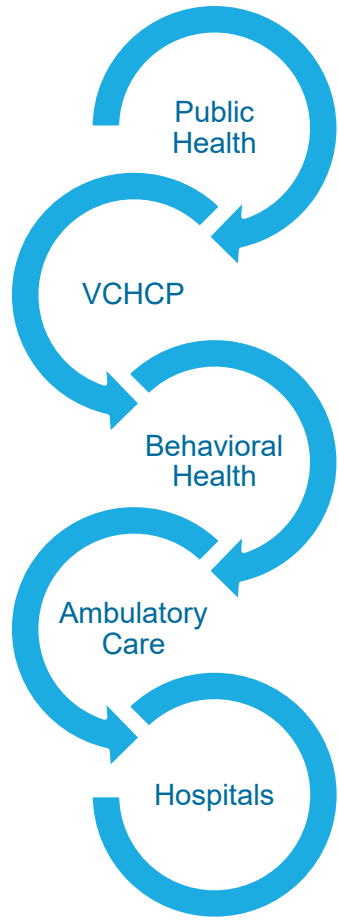 Public
Health
VCHCP
Behavioral
Health
Ambulatory
Care
Hospitals